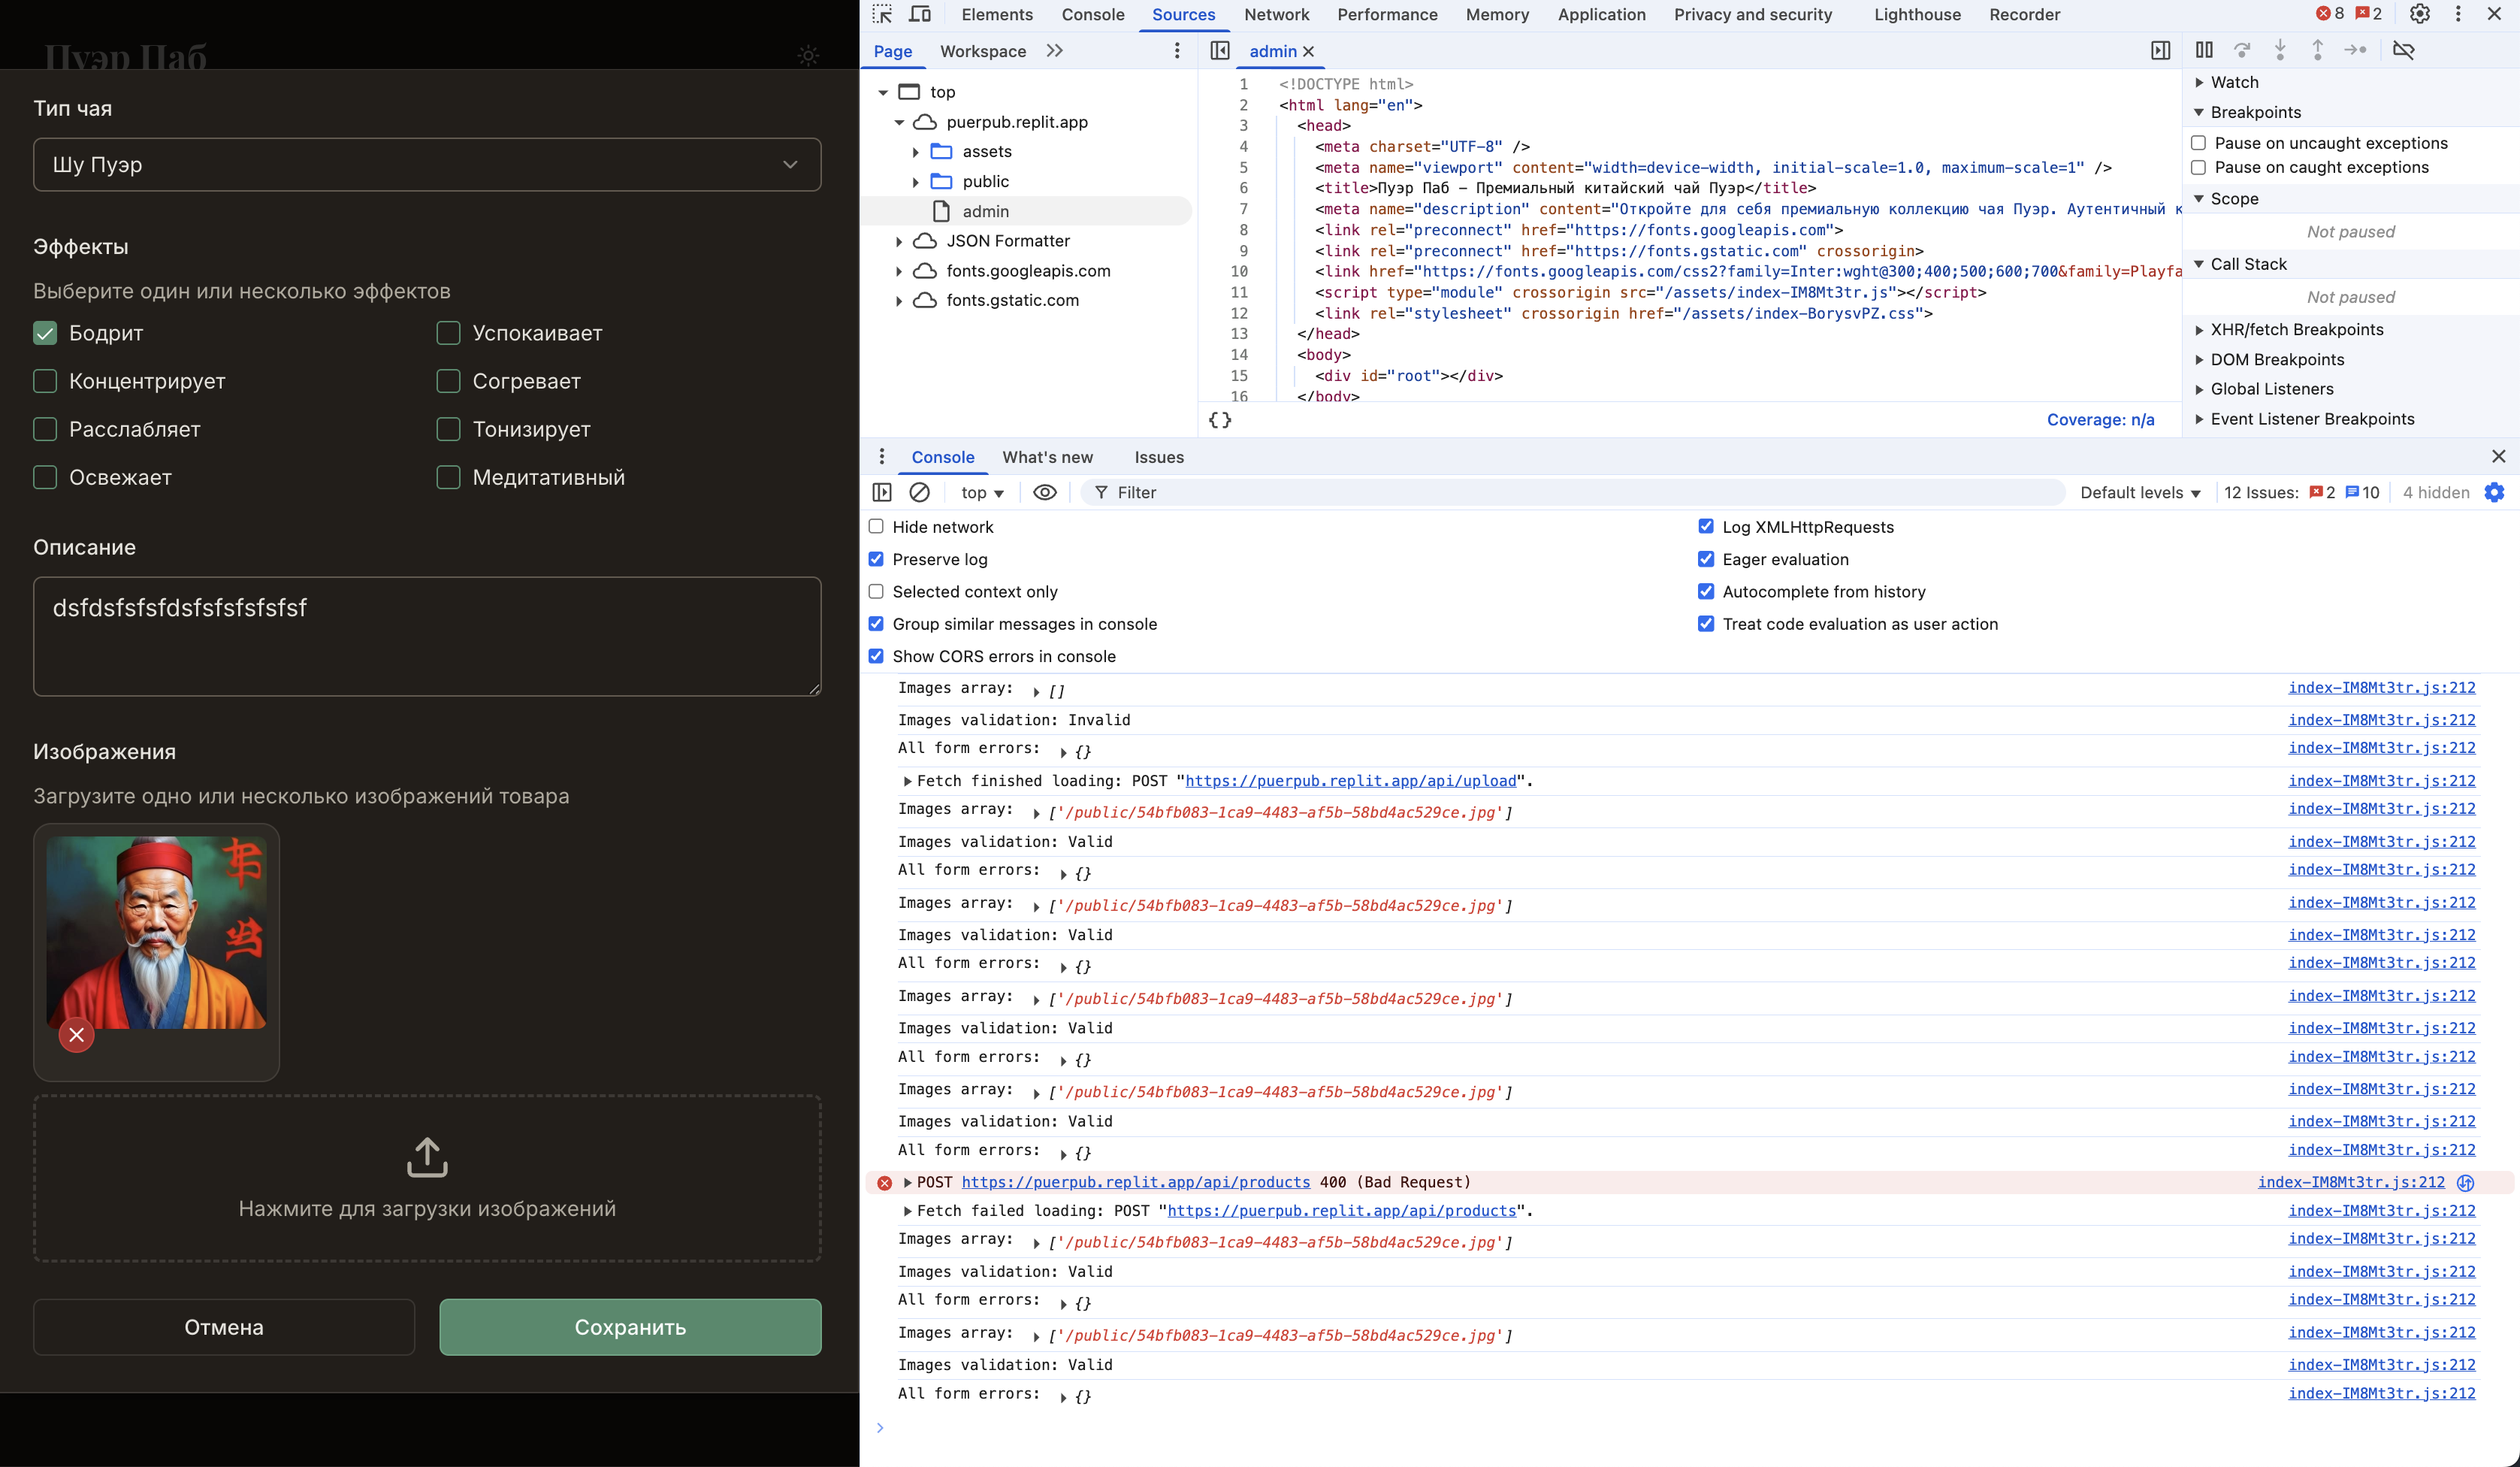 Пуэр Паб
Тип чая
Шу Пуэр
Эффекты
Выберите один или несколько эффектов
Бодрит
Успокаивает
Концентрирует
Согревает
Расслабляет
Тонизирует
Освежает
Медитативный
Описание
dsfdsfsfsfdsfsfsfsfsfsf
Изображения
Загрузите одно или несколько изображений товара
Нажмите для загрузки изображений
Отмена
Сохранить
Elements Console Sources Network Performance Memory Application Privacy and security Lighthouse Recorder 8 2
Page Workspace
admin
top
puerpub.replit.app
assets
public
admin
JSON Formatter
fonts.googleapis.com
fonts.gstatic.com
1 <!DOCTYPE html>
2 <html lang="en">
3 <head>
4 <meta charset="UTF-8" />
5 <meta name="viewport" content="width=device-width, initial-scale=1.0, maximum-scale=1" />
6 <title>Пуэр Паб - Премиальный китайский чай Пуэр</title>
7 <meta name="description" content="Откройте для себя премиальную коллекцию чая Пуэр. Аутентичный к
8 <link rel="preconnect" href="https://fonts.googleapis.com">
9 <link rel="preconnect" href="https://fonts.gstatic.com" crossorigin>
10 <link href="https://fonts.googleapis.com/css2?family=Inter:wght@300;400;500;600;700&family=Playfa
11 <script type="module" crossorigin src="/assets/index-IM8Mt3tr.js"></script>
12 <link rel="stylesheet" crossorigin href="/assets/index-BorysvPZ.css">
13 </head>
14 <body>
15 <div id="root"></div>
16 </body>
{} Coverage: n/a
Watch
Breakpoints
Pause on uncaught exceptions
Pause on caught exceptions
Scope
Not paused
Call Stack
Not paused
XHR/fetch Breakpoints
DOM Breakpoints
Global Listeners
Event Listener Breakpoints
Console What's new Issues
top Filter Default levels 12 Issues: 2 10 4 hidden
Hide network
Log XMLHttpRequests
Preserve log
Eager evaluation
Selected context only
Autocomplete from history
Group similar messages in console
Treat code evaluation as user action
Show CORS errors in console
Images array: [] index-IM8Mt3tr.js:212
Images validation: Invalid index-IM8Mt3tr.js:212
All form errors: {} index-IM8Mt3tr.js:212
Fetch finished loading: POST "https://puerpub.replit.app/api/upload". index-IM8Mt3tr.js:212
Images array: ['/public/54bfb083-1ca9-4483-af5b-58bd4ac529ce.jpg'] index-IM8Mt3tr.js:212
Images validation: Valid index-IM8Mt3tr.js:212
All form errors: {} index-IM8Mt3tr.js:212
Images array: ['/public/54bfb083-1ca9-4483-af5b-58bd4ac529ce.jpg'] index-IM8Mt3tr.js:212
Images validation: Valid index-IM8Mt3tr.js:212
All form errors: {} index-IM8Mt3tr.js:212
Images array: ['/public/54bfb083-1ca9-4483-af5b-58bd4ac529ce.jpg'] index-IM8Mt3tr.js:212
Images validation: Valid index-IM8Mt3tr.js:212
All form errors: {} index-IM8Mt3tr.js:212
Images array: ['/public/54bfb083-1ca9-4483-af5b-58bd4ac529ce.jpg'] index-IM8Mt3tr.js:212
Images validation: Valid index-IM8Mt3tr.js:212
All form errors: {} index-IM8Mt3tr.js:212
POST https://puerpub.replit.app/api/products 400 (Bad Request) index-IM8Mt3tr.js:212
Fetch failed loading: POST "https://puerpub.replit.app/api/products". index-IM8Mt3tr.js:212
Images array: ['/public/54bfb083-1ca9-4483-af5b-58bd4ac529ce.jpg'] index-IM8Mt3tr.js:212
Images validation: Valid index-IM8Mt3tr.js:212
All form errors: {} index-IM8Mt3tr.js:212
Images array: ['/public/54bfb083-1ca9-4483-af5b-58bd4ac529ce.jpg'] index-IM8Mt3tr.js:212
Images validation: Valid index-IM8Mt3tr.js:212
All form errors: {} index-IM8Mt3tr.js:212